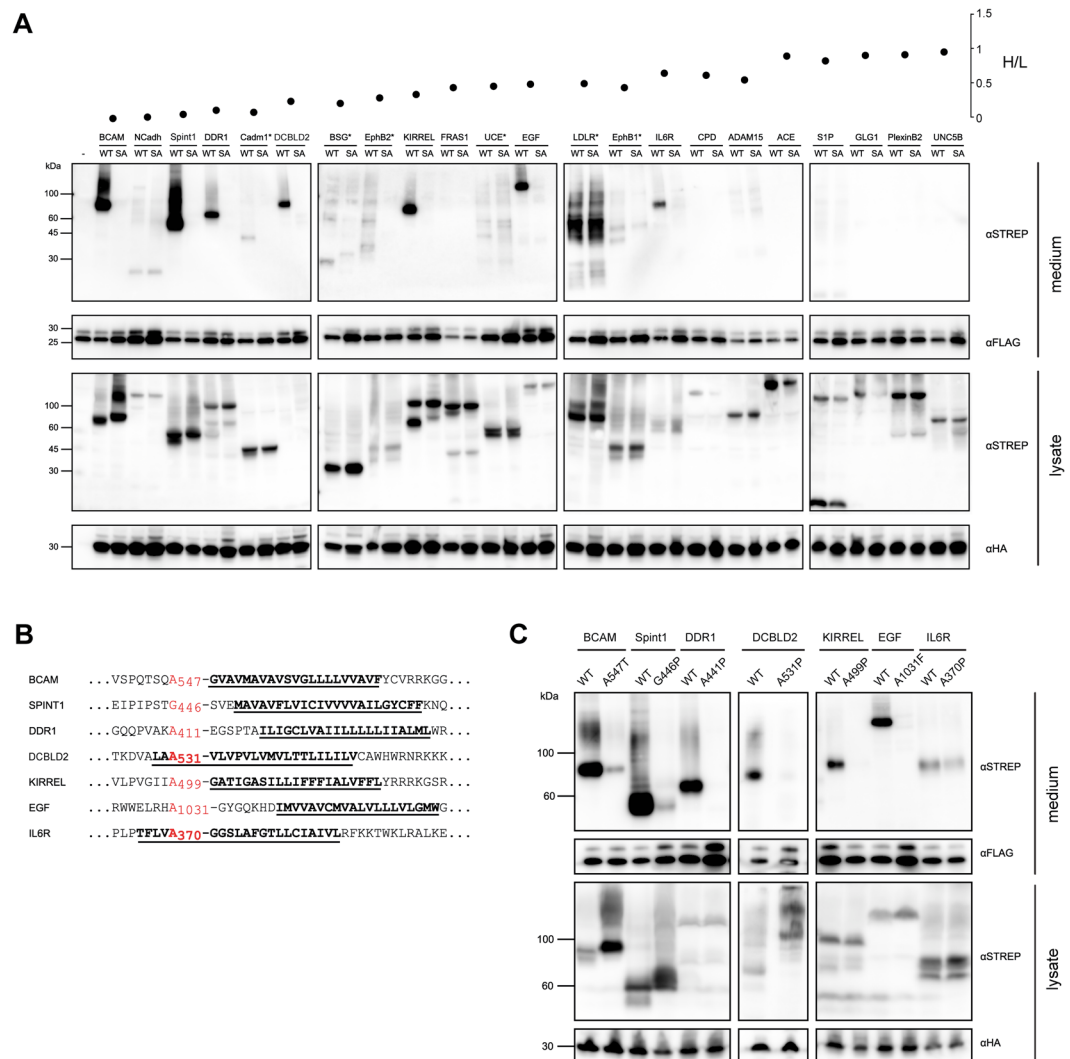 A
1.5
1
H/L
0.5
0
BCAM NCadh Spint1 DDR1 Cadm1* DCBLD2 BSG* EphB2* KIRREL FRAS1 UCE* EGF LDLR* EphB1* IL6R CPD ADAM15 ACE S1P GLG1 PlexinB2 UNC5B
- WT SA WT SA WT SA WT SA WT SA WT SA WT SA WT SA WT SA WT SA WT SA WT SA WT SA WT SA WT SA WT SA WT SA WT SA WT SA WT SA WT SA WT SA
kDa
100
60
45
30
αSTREP
medium
30
25
αFLAG
100
60
45
30
αSTREP
lysate
30
αHA
B
BCAM ...VSPQTSQA547-GVAVMAVAVSVGLLLLVVAVFYCVRRKGG...
SPINT1 ...EIPIPSTG446-SVEMAVAVFLVICIVVVVAILGYCFFKNQ...
DDR1 ...GQQPVAKA411-EGSPTAILIGCLVAIILLLLLIIALMLWR...
DCBLD2 ...TKDVALAA531-VLVPVLVMVLTTLILILVCAWHWRNRKKK...
KIRREL ...VLPVGIIA499-GATIGASILLIFFFIALVFFLYRRRKGSR...
EGF ...RWWELRHA1031-GYGQKHDIMVVAVCMVALVLLLVLGMWG...
IL6R ...PLPTFLVA370-GGSLAFGTLLCIAIVLRFKKTWKLRALKE...
C
BCAM Spint1 DDR1 DCBLD2 KIRREL EGF IL6R
WT A547T WT G446P WT A441P WT A531P WT A499P WT A1031F WT A370P
kDa
100
60
αSTREP
medium
αFLAG
100
60
αSTREP
lysate
30
αHA